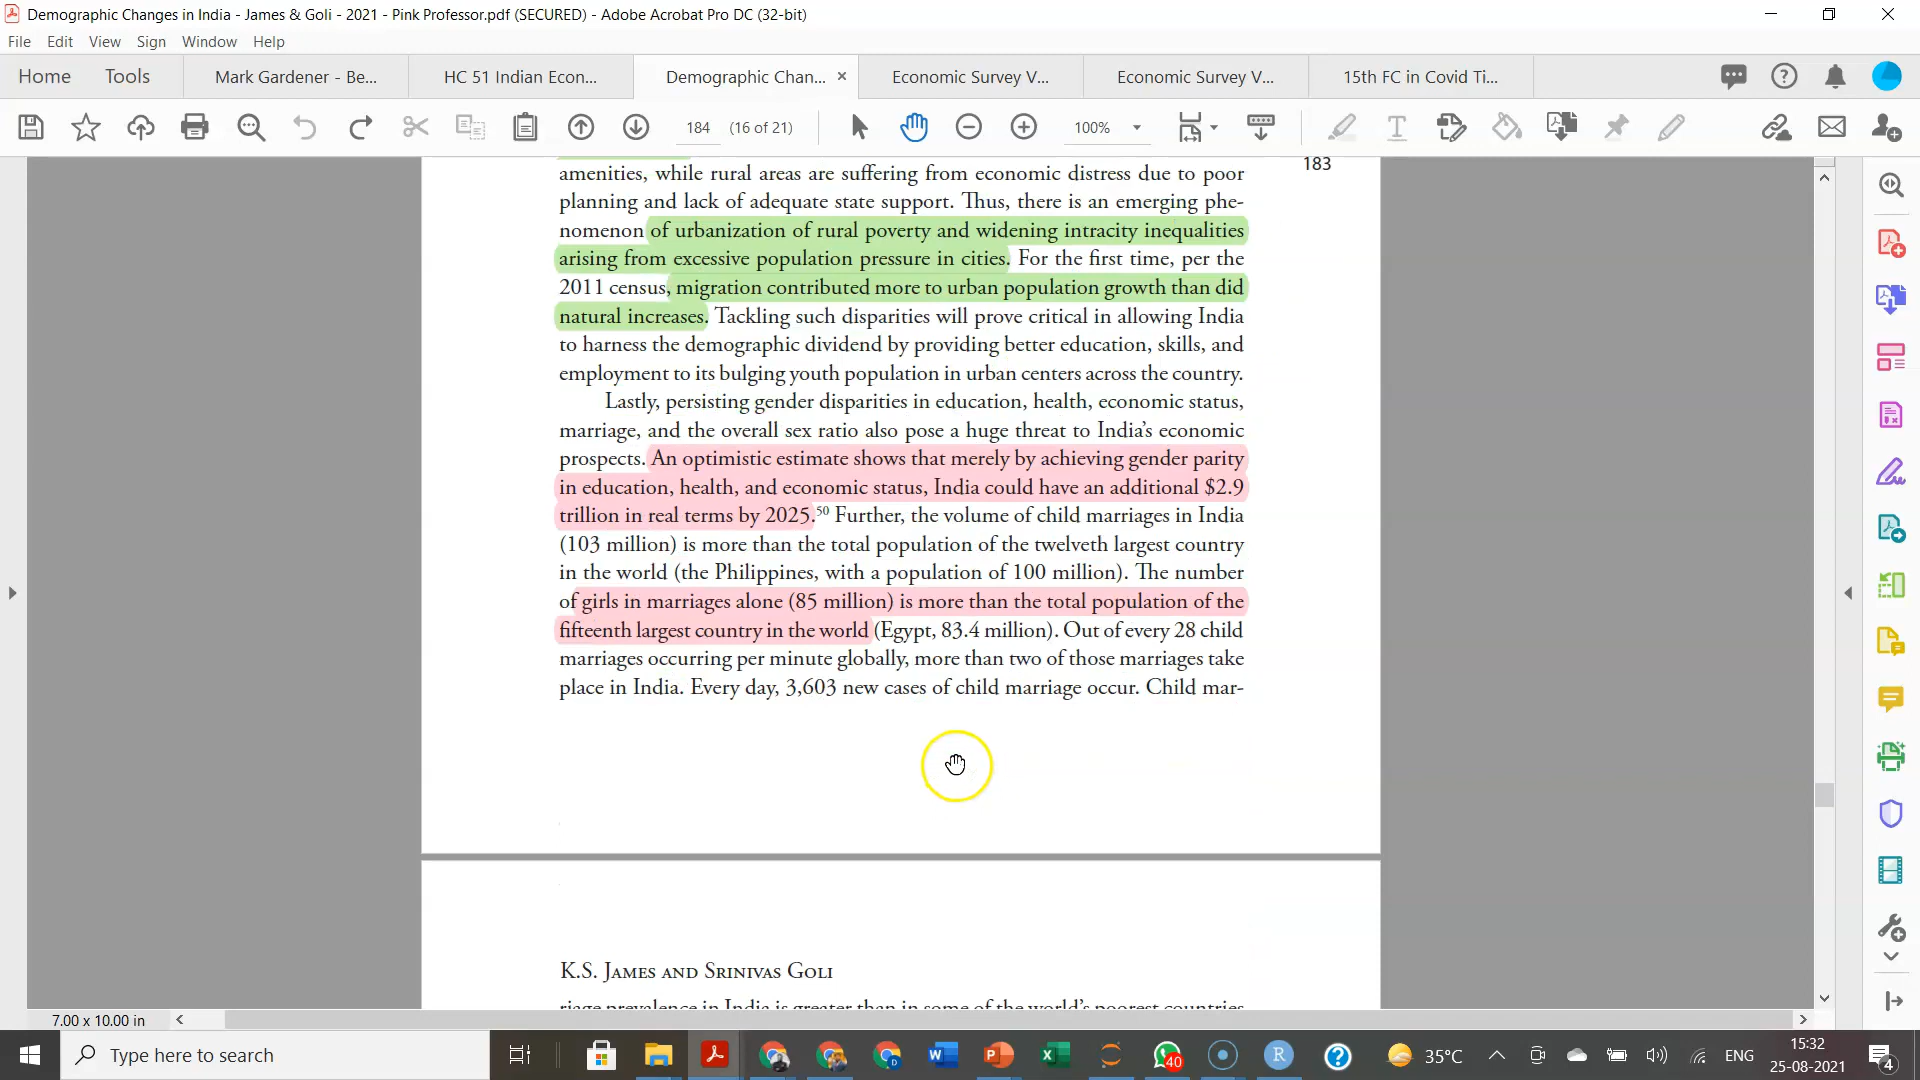 Demographic Changes in India - James & Goli - 2021 - Pink Professor.pdf (SECURED) - Adobe Acrobat Pro DC (32-bit)
File Edit View Sign Window Help
Home Tools Mark Gardener - Be... HC 51 Indian Econ... Demographic Chan... Economic Survey V... Economic Survey V... 15th FC in Covid Ti...
184 (16 of 21) 100%
183
amenities, while rural areas are suffering from economic distress due to poor
planning and lack of adequate state support. Thus, there is an emerging phe-
nomenon of urbanization of rural poverty and widening intracity inequalities
arising from excessive population pressure in cities. For the first time, per the
2011 census, migration contributed more to urban population growth than did
natural increases. Tackling such disparities will prove critical in allowing India
to harness the demographic dividend by providing better education, skills, and
employment to its bulging youth population in urban centers across the country.
Lastly, persisting gender disparities in education, health, economic status,
marriage, and the overall sex ratio also pose a huge threat to India's economic
prospects. An optimistic estimate shows that merely by achieving gender parity
in education, health, and economic status, India could have an additional $2.9
trillion in real terms by 2025.50 Further, the volume of child marriages in India
(103 million) is more than the total population of the twelveth largest country
in the world (the Philippines, with a population of 100 million). The number
of girls in marriages alone (85 million) is more than the total population of the
fifteenth largest country in the world (Egypt, 83.4 million). Out of every 28 child
marriages occurring per minute globally, more than two of those marriages take
place in India. Every day, 3,603 new cases of child marriage occur. Child mar-
K.S. James and Srinivas Goli
riage prevalence in India is greater than in some of the world's poorest countries
7.00 x 10.00 in
Type here to search
40
35°C
ENG
15:32
25-08-2021
4